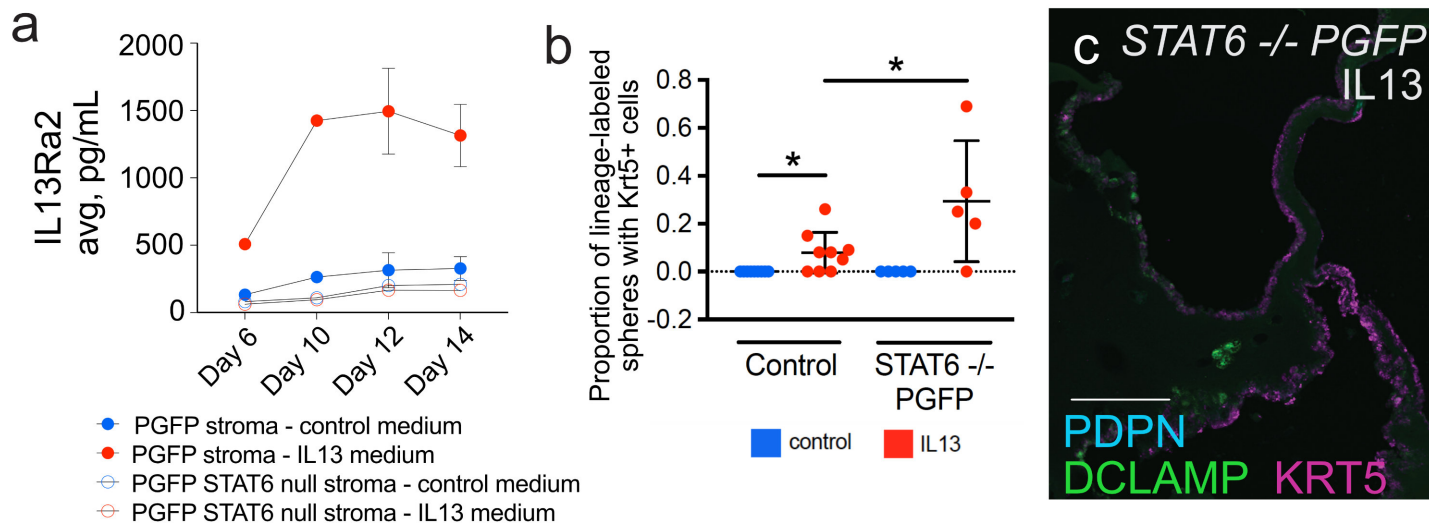 a
IL13Ra2
avg, pg/mL
2000
1500
1000
500
0
Day 6
Day 10
Day 12
Day 14
PGFP stroma - control medium
PGFP stroma - IL13 medium
PGFP STAT6 null stroma - control medium
PGFP STAT6 null stroma - IL13 medium
b
Proportion of lineage-labeled
spheres with Krt5+ cells
0.8
0.6
0.4
0.2
0.0
-0.2
*
*
Control
STAT6 -/-
PGFP
control
IL13
c
STAT6 -/- PGFP
IL13
PDPN
DCLAMP KRT5